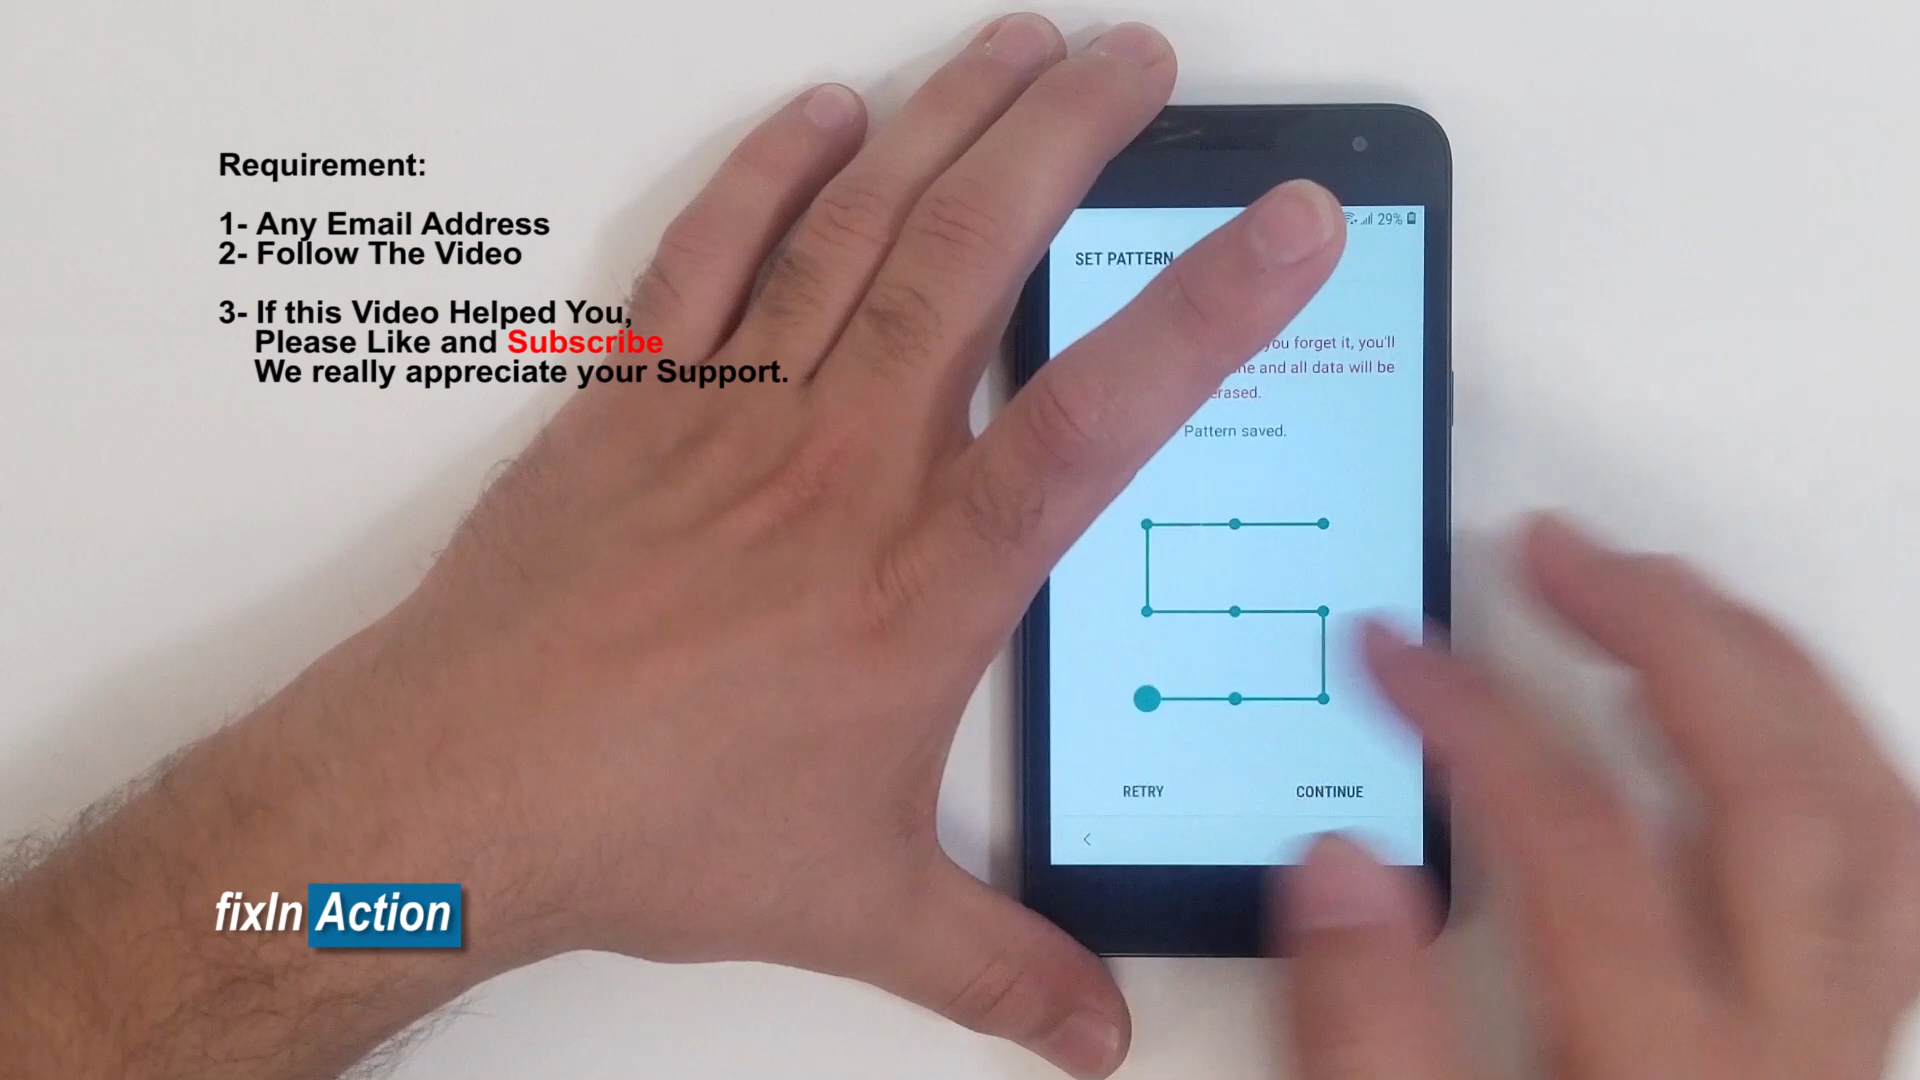 Requirement:
1- Any Email Address
2- Follow The Video
3- If this Video Helped You,
Please Like and Subscribe
We really appreciate your Support.
29%
SET PATTERN
you forget it, you'll
and all data will be
Pattern saved.
RETRY
CONTINUE
fixIn Action